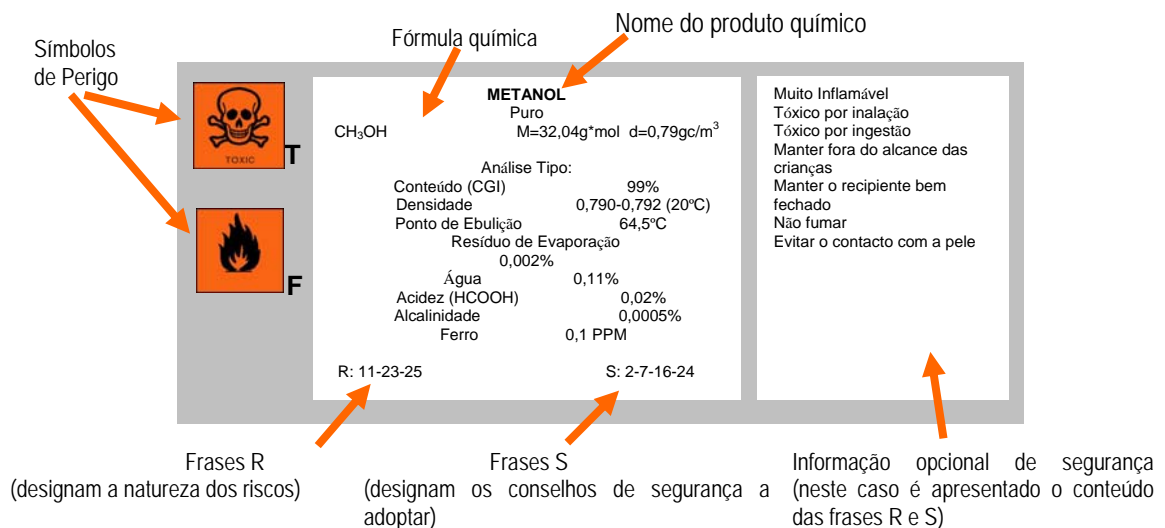 Símbolos
de Perigo
Fórmula química
Nome do produto químico
TOXIC
T
F
METANOL
Puro
CH₃OH M=32,04g*mol d=0,79gc/m³
Análise Tipo:
Conteúdo (CGI) 99%
Densidade 0,790-0,792 (20ºC)
Ponto de Ebulição 64,5ºC
Resíduo de Evaporação
0,002%
Água 0,11%
Acidez (HCOOH) 0,02%
Alcalinidade 0,0005%
Ferro 0,1 PPM
R: 11-23-25 S: 2-7-16-24
Muito Inflamável
Tóxico por inalação
Tóxico por ingestão
Manter fora do alcance das
crianças
Manter o recipiente bem
fechado
Não fumar
Evitar o contacto com a pele
Frases R
(designam a natureza dos riscos)
Frases S
(designam os conselhos de segurança a
adoptar)
Informação opcional de segurança
(neste caso é apresentado o conteúdo
das frases R e S)